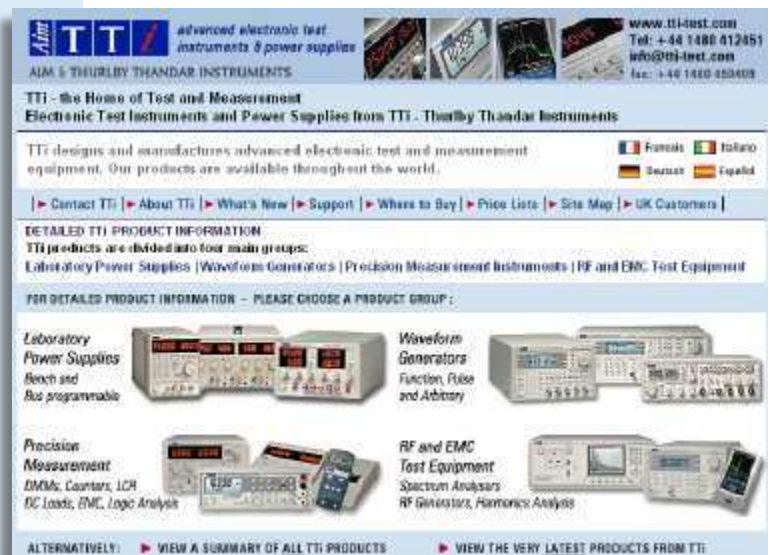 Aim TTi
advanced electronic test
instruments & power supplies
AIM & THURLBY THANDAR INSTRUMENTS
www.tti-test.com
Tel: +44 1480 412451
info@tti-test.com
fax: +44 1480 450409
TTi - the Home of Test and Measurement
Electronic Test Instruments and Power Supplies from TTi - Thurlby Thandar Instruments
TTi designs and manufactures advanced electronic test and measurement
equipment. Our products are available throughout the world.
Francais Italiano
Deutsch Español
|► Contact TTi |► About TTi |► What's New |► Support |► Where to Buy |► Price Lists |► Site Map |► UK Customers |
DETAILED TTi PRODUCT INFORMATION
TTi products are divided into four main groups:
Laboratory Power Supplies | Waveform Generators | Precision Measurement Instruments | RF and EMC Test Equipment
FOR DETAILED PRODUCT INFORMATION - PLEASE CHOOSE A PRODUCT GROUP :
Laboratory
Power Supplies
Bench and
Bus programmable
Waveform
Generators
Function, Pulse
and Arbitrary
Precision
Measurement
DMMs, Counters, LCR
DC Loads, EMC, Logic Analysis
RF and EMC
Test Equipment
Spectrum Analysers
RF Generators, Harmonics Analysis
ALTERNATIVELY: ► VIEW A SUMMARY OF ALL TTi PRODUCTS ► VIEW THE VERY LATEST PRODUCTS FROM TTi